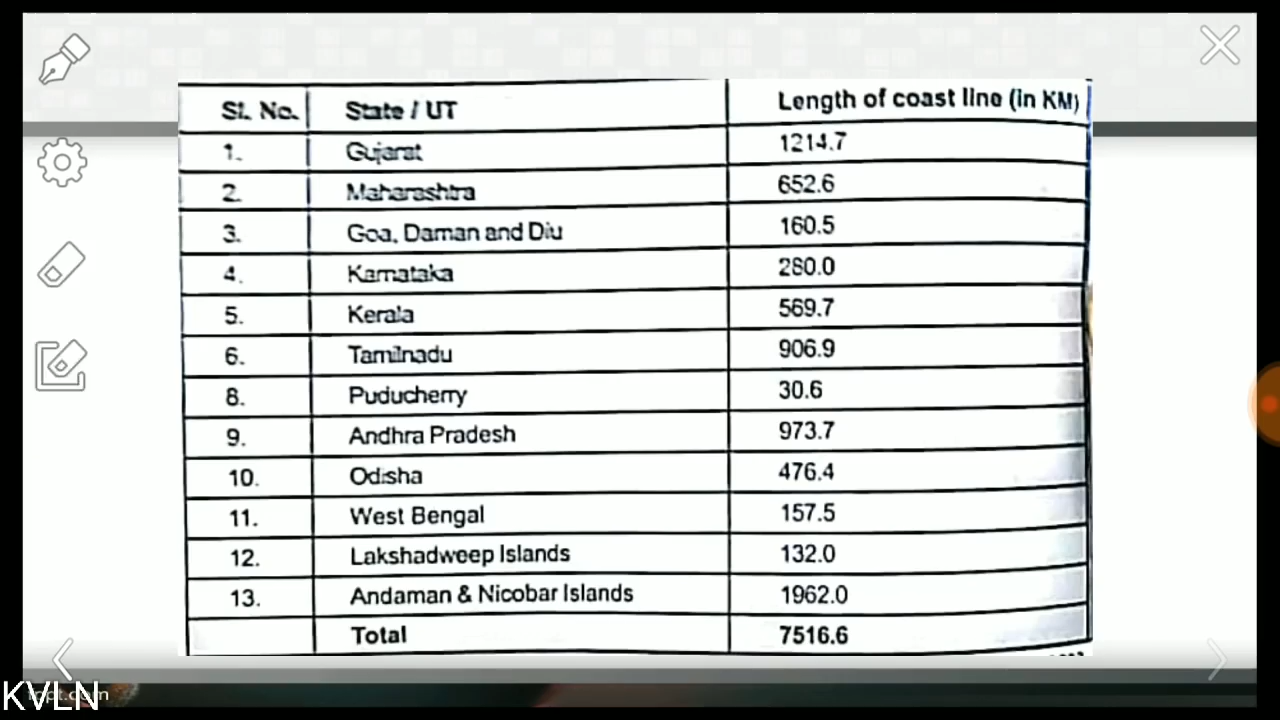 Sl. No. State / UT Length of coast line (in KM)
1. Gujarat 1214.7
2. Maharashtra 652.6
3. Goa, Daman and Diu 160.5
4. Karnataka 280.0
5. Kerala 569.7
6. Tamilnadu 906.9
8. Puducherry 30.6
9. Andhra Pradesh 973.7
10. Odisha 476.4
11. West Bengal 157.5
12. Lakshadweep Islands 132.0
13. Andaman & Nicobar Islands 1962.0
Total 7516.6
KVLN